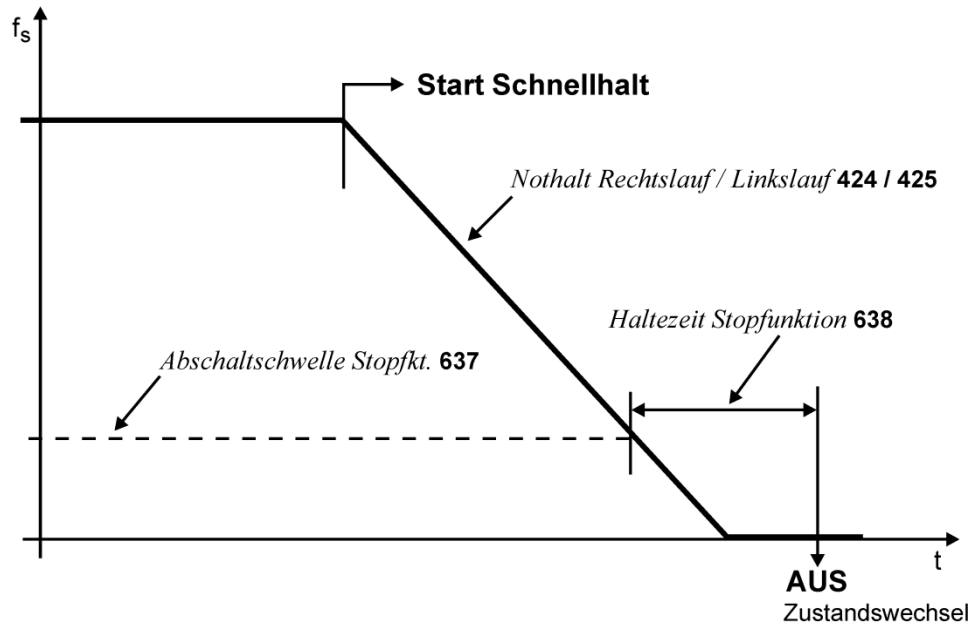 fs
Start Schnellhalt
Nothalt Rechtslauf / Linkslauf 424 / 425
Haltezeit Stopfunktion 638
Abschaltschwelle Stopfkt. 637
t
AUS
Zustandswechsel